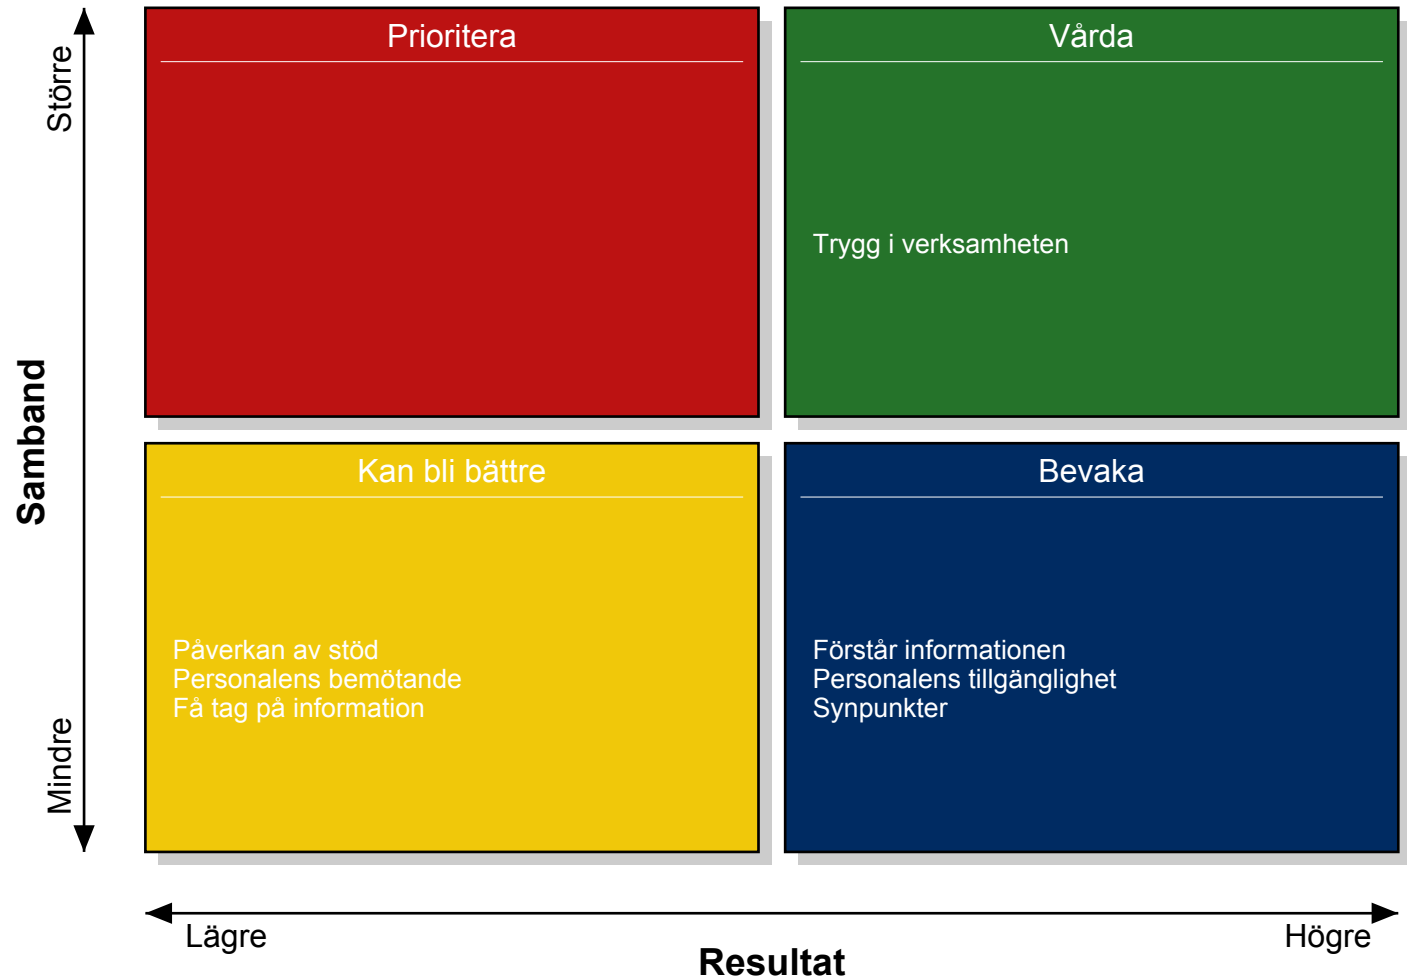 Större
Samband
Mindre
Prioritera
Vårda
Trygg i verksamheten
Kan bli bättre
Påverkan av stöd
Personalens bemötande
Få tag på information
Bevaka
Förstår informationen
Personalens tillgänglighet
Synpunkter
Lägre
Högre
Resultat